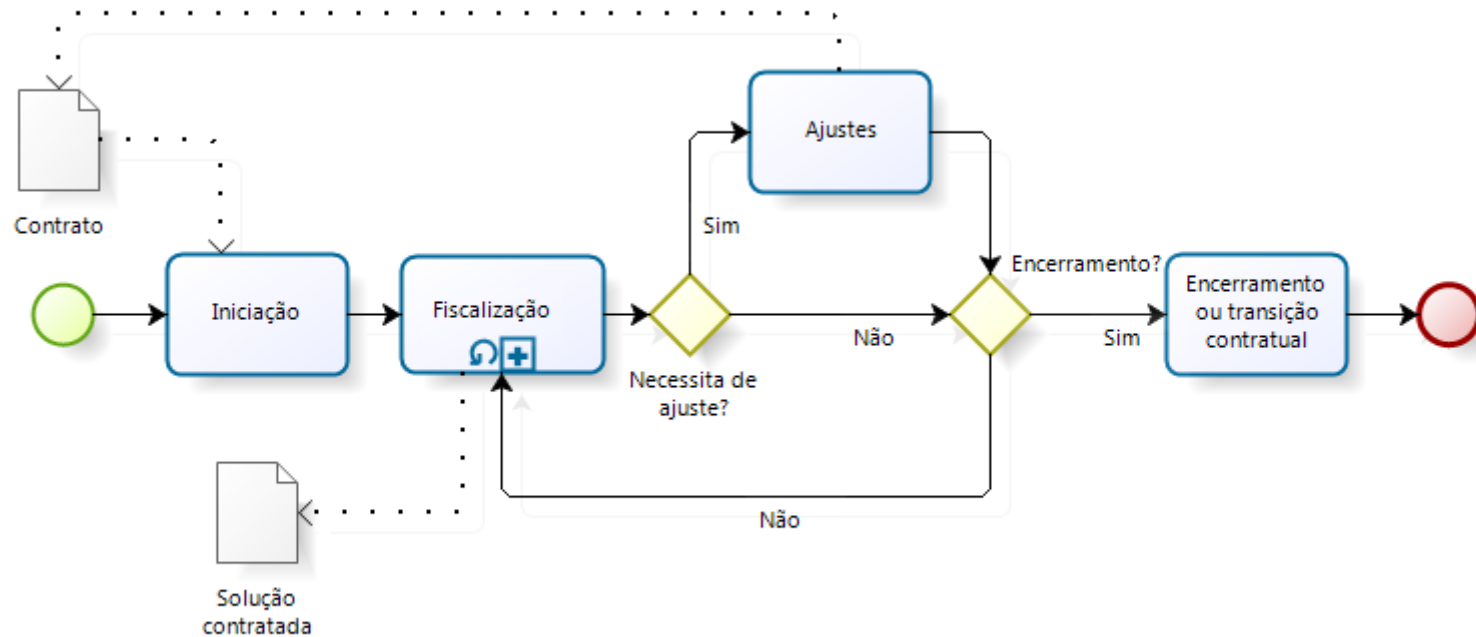 Ajustes
Contrato
Sim
Encerramento?
Iniciação
Fiscalização
Encerramento
ou transição
contratual
Não
Sim
Necessita de
ajuste?
Não
Solução
contratada